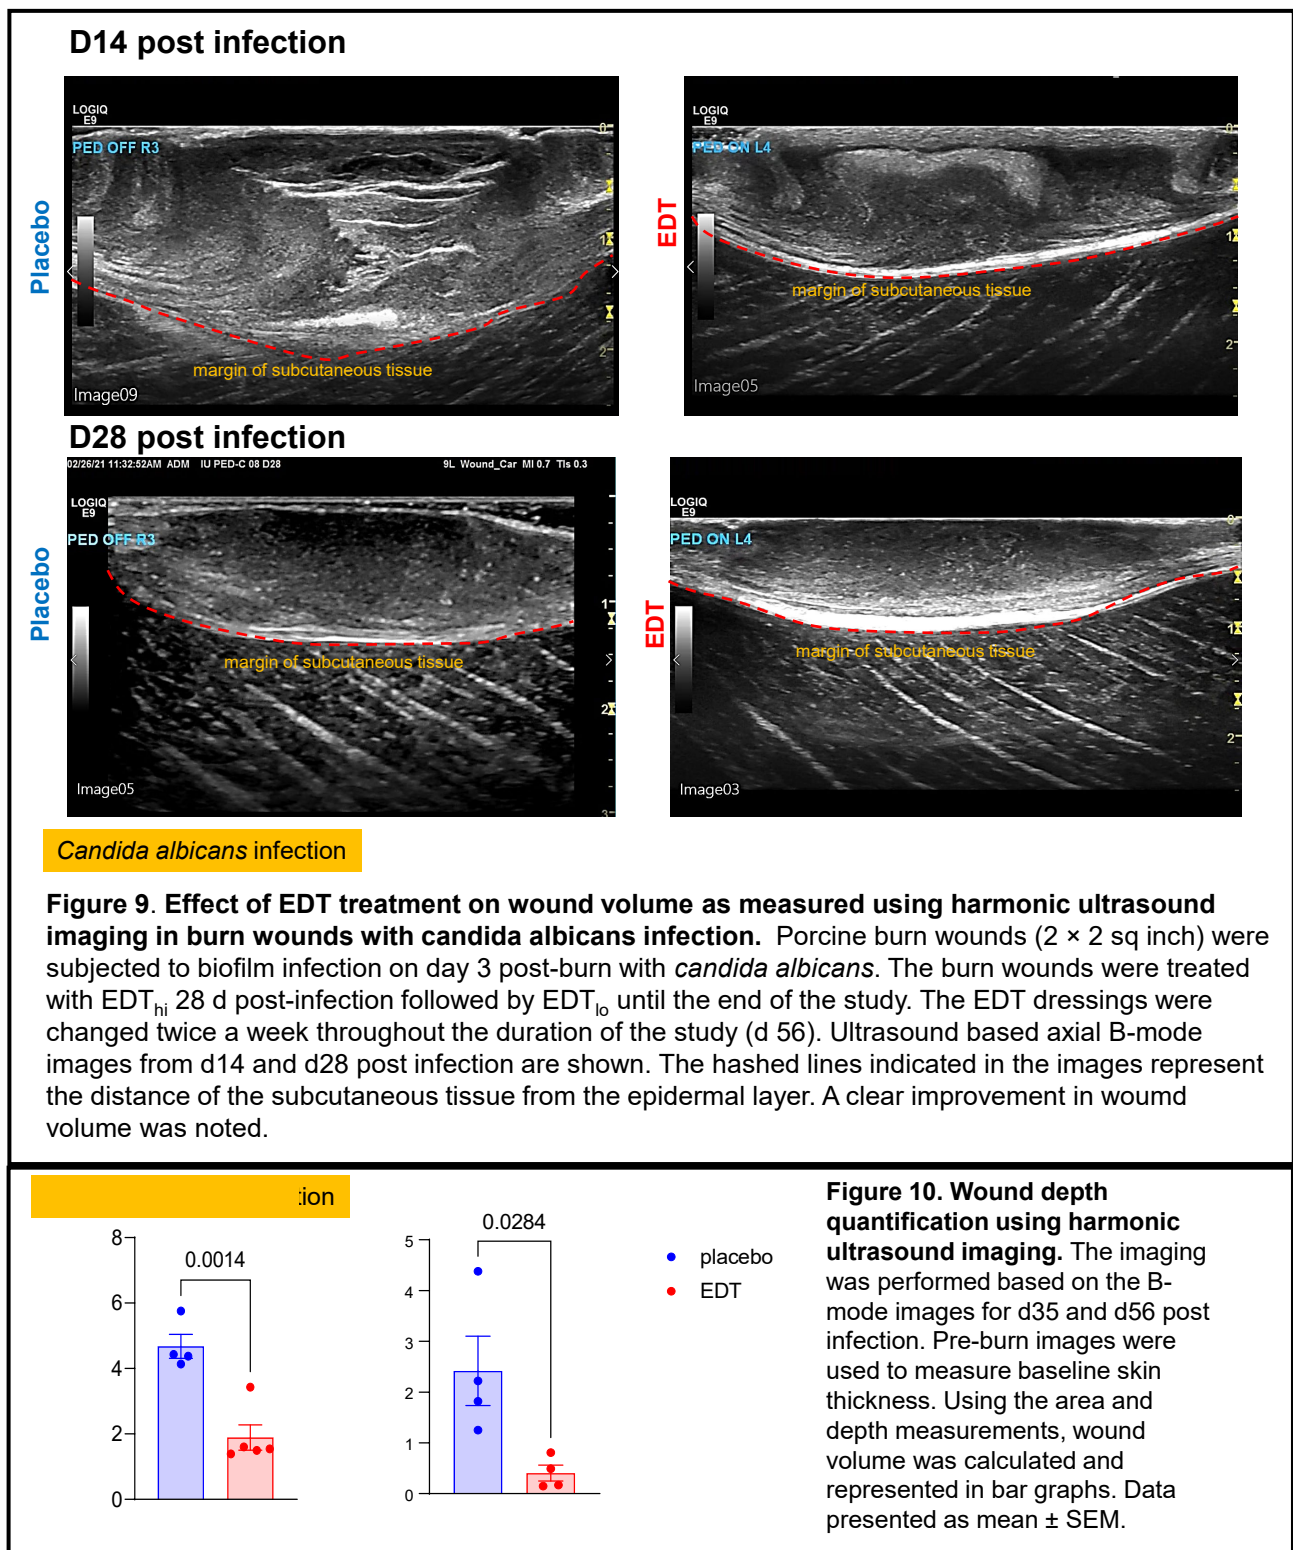 D14 post infection
LOGIQ
E9
PED OFF R3
0
1
2
Placebo
margin of subcutaneous tissue
Image09
LOGIQ
E9
PED ON L4
1
2
EDT
margin of subcutaneous tissue
Image05
D28 post infection
02/26/21 11:32:52AM ADM IU PED-C 08 D28 9L Wound_Car MI 0.7 TIs 0.3
LOGIQ
E9
PED OFF R3
1
2
3
Placebo
margin of subcutaneous tissue
Image05
LOGIQ
E9
PED ON L4
0
1
2
EDT
margin of subcutaneous tissue
Image03
Candida albicans infection
Figure 9. Effect of EDT treatment on wound volume as measured using harmonic ultrasound
imaging in burn wounds with candida albicans infection. Porcine burn wounds (2 × 2 sq inch) were
subjected to biofilm infection on day 3 post-burn with candida albicans. The burn wounds were treated
with EDThi 28 d post-infection followed by EDTlo until the end of the study. The EDT dressings were
changed twice a week throughout the duration of the study (d 56). Ultrasound based axial B-mode
images from d14 and d28 post infection are shown. The hashed lines indicated in the images represent
the distance of the subcutaneous tissue from the epidermal layer. A clear improvement in woumd
volume was noted.
tion
8
6
4
2
0
0.0014
5
4
3
2
1
0
0.0284
placebo
EDT
Figure 10. Wound depth
quantification using harmonic
ultrasound imaging. The imaging
was performed based on the B-
mode images for d35 and d56 post
infection. Pre-burn images were
used to measure baseline skin
thickness. Using the area and
depth measurements, wound
volume was calculated and
represented in bar graphs. Data
presented as mean ± SEM.